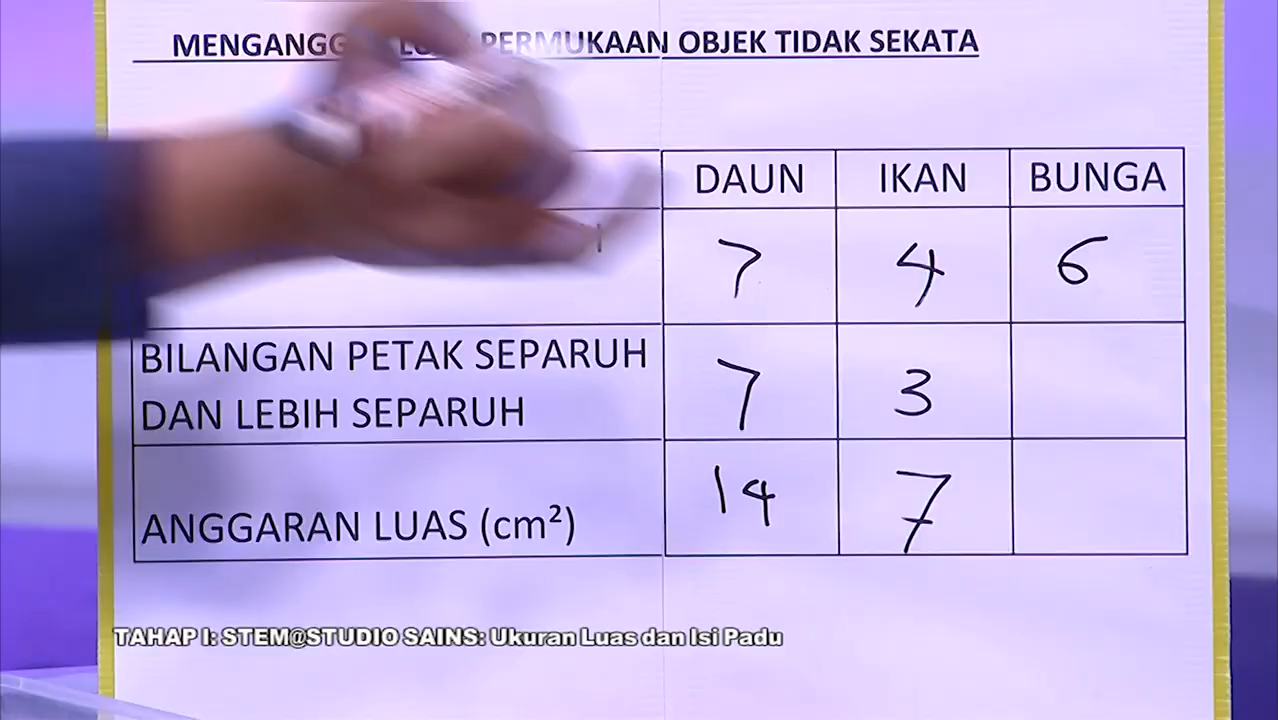 PERMUKAAN OBJEK TIDAK SEKATA
DAUN IKAN BUNGA
7 4 6
BILANGAN PETAK SEPARUH
DAN LEBIH SEPARUH
7 3
ANGGARAN LUAS (cm²)
14 7
TAHAP I: STEM@STUDIO SAINS: Ukuran Luas dan Isi Padu